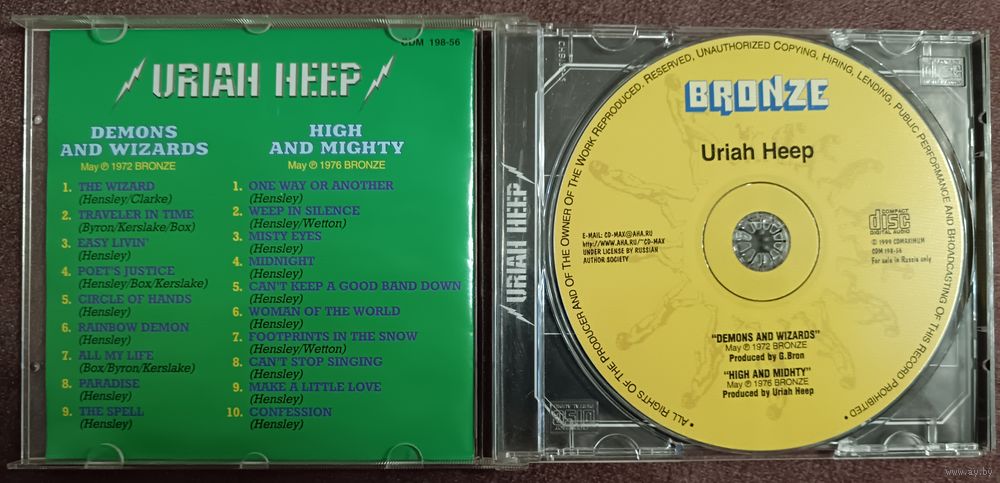 CDM 198-56
URIAH HEEP
DEMONS
AND WIZARDS
May ℗ 1972 BRONZE
1. THE WIZARD
(Hensley/Clarke)
2. TRAVELER IN TIME
(Byron/Kerslake/Box)
3. EASY LIVIN'
(Hensley)
4. POET'S JUSTICE
(Hensley/Box/Kerslake)
5. CIRCLE OF HANDS
(Hensley)
6. RAINBOW DEMON
(Hensley)
7. ALL MY LIFE
(Box/Byron/Kerslake)
8. PARADISE
(Hensley)
9. THE SPELL
(Hensley)
HIGH
AND MIGHTY
May ℗ 1976 BRONZE
1. ONE WAY OR ANOTHER
(Hensley)
2. WEEP IN SILENCE
(Hensley/Wetton)
3. MISTY EYES
(Hensley)
4. MIDNIGHT
(Hensley)
5. CAN'T KEEP A GOOD BAND DOWN
(Hensley)
6. WOMAN OF THE WORLD
(Hensley)
7. FOOTPRINTS IN THE SNOW
(Hensley/Wetton)
8. CAN'T STOP SINGING
(Hensley)
9. MAKE A LITTLE LOVE
(Hensley)
10. CONFESSION
(Hensley)
URIAH HEEP
• ALL RIGHTS OF THE PRODUCER AND OF THE OWNER OF THE WORK REPRODUCED, RESERVED, UNAUTHORIZED COPYING, HIRING, LENDING, PUBLIC PERFORMANCE AND BROADCASTING OF THIS RECORD PROHIBITED •
BRONZE
Uriah Heep
E-MAIL: CD-MAX@AHA.RU
http://WWW.AHA.RU/~CD-MAX
UNDER LICENSE BY RUSSIAN
AUTHOR SOCIETY
COMPACT
disc
DIGITAL AUDIO
© 1999 CDMAXIMUM
CDM 198-56
For sale in Russia only
"DEMONS AND WIZARDS"
May ℗ 1972 BRONZE
Produced by G.Bron
"HIGH AND MIDHTY"
May ℗ 1976 BRONZE
Produced by Uriah Heep
www.ay.by